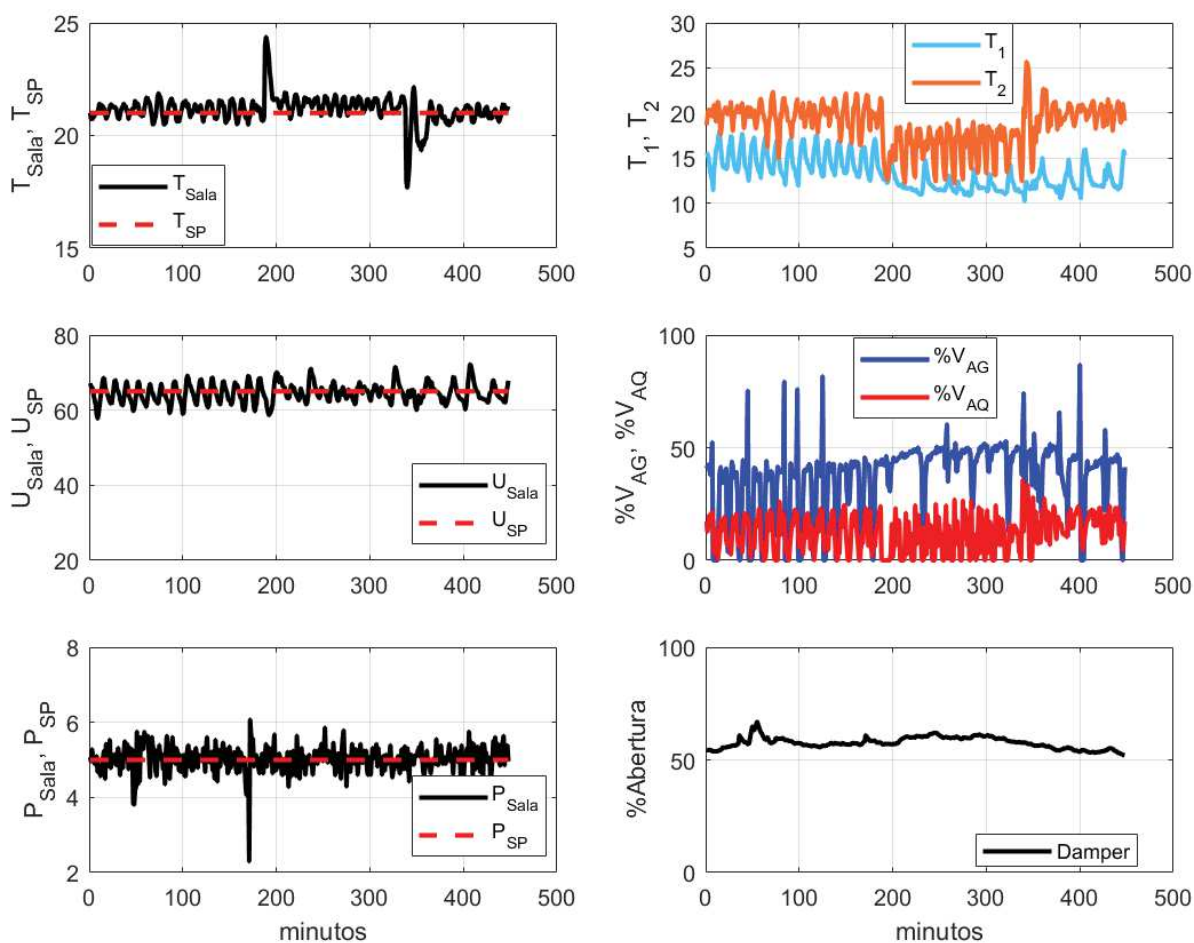 25
20
15
T_Sala, T_SP
T_Sala
T_SP
0 100 200 300 400 500
30
25
20
15
10
5
T_1, T_2
T_1
T_2
0 100 200 300 400 500
80
60
40
20
U_Sala, U_SP
U_Sala
U_SP
0 100 200 300 400 500
100
50
0
%V_AG, %V_AQ
%V_AG
%V_AQ
0 100 200 300 400 500
8
6
4
2
P_Sala, P_SP
P_Sala
P_SP
0 100 200 300 400 500
minutos
100
50
0
%Abertura
Damper
0 100 200 300 400 500
minutos